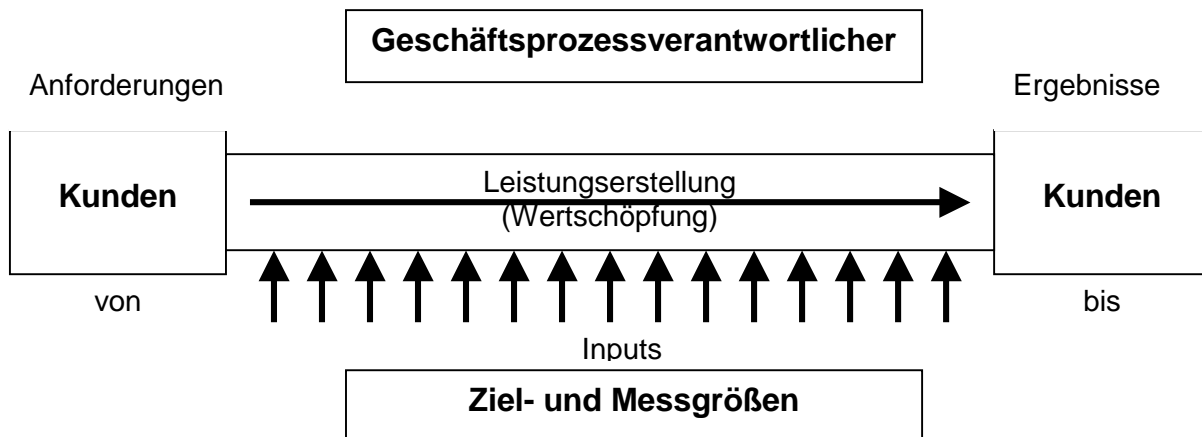 Geschäftsprozessverantwortlicher
Anforderungen
Ergebnisse
Kunden
Leistungserstellung
(Wertschöpfung)
Kunden
von
bis
Inputs
Ziel- und Messgrößen